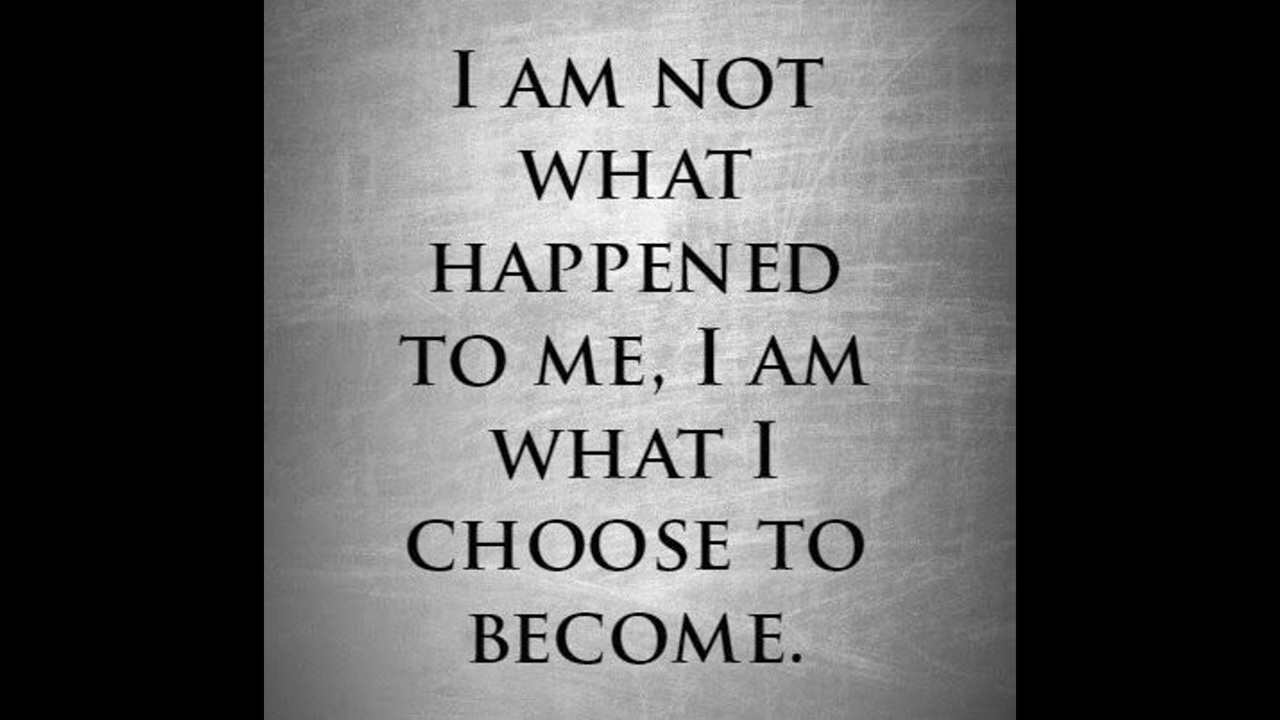 I AM NOT
WHAT
HAPPENED
TO ME, I AM
WHAT I
CHOOSE TO
BECOME.